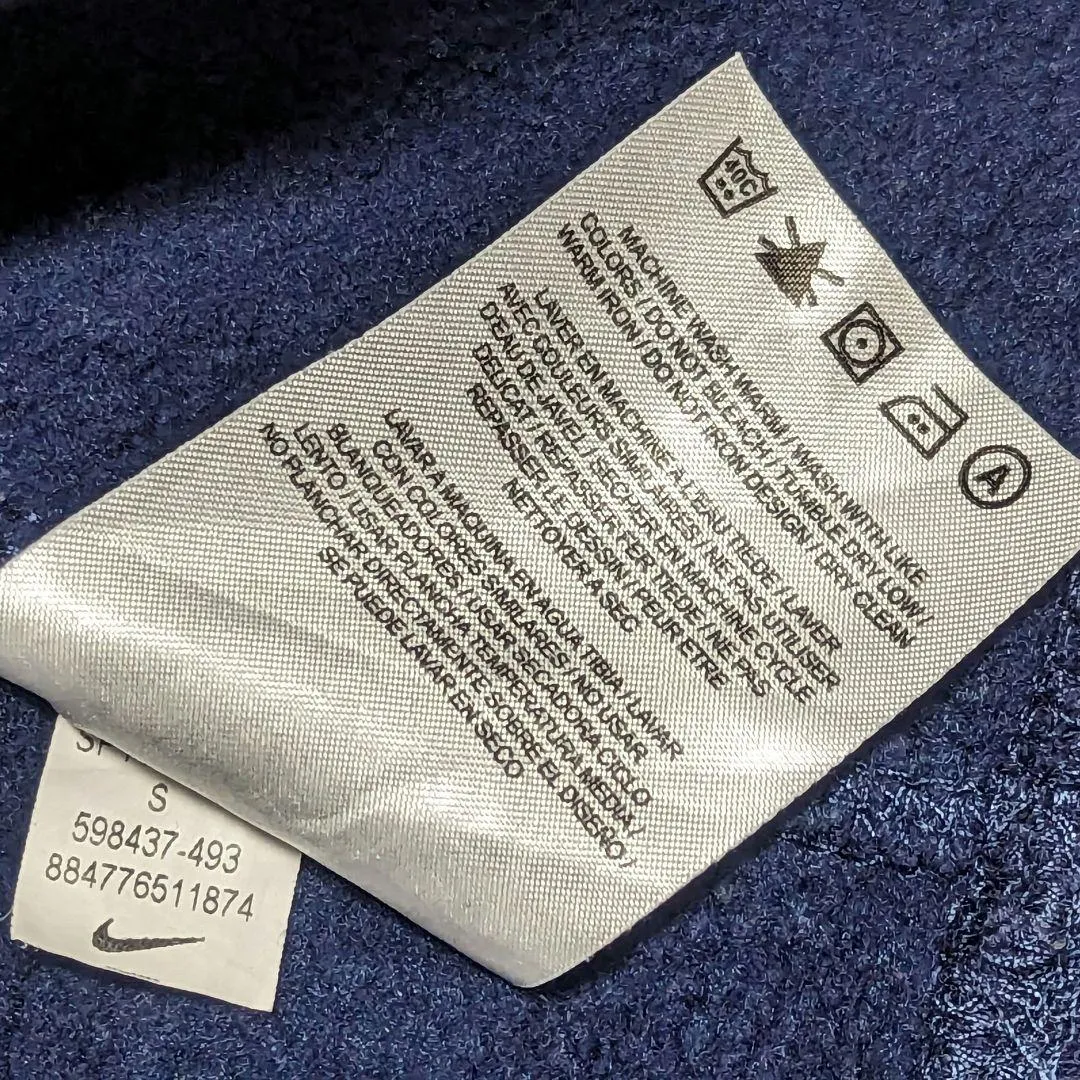 40C
A
MACHINE WASH WARM / WASH WITH LIKE
COLORS / DO NOT BLEACH / TUMBLE DRY LOW /
WARM IRON / DO NOT IRON DESIGN / DRY CLEAN
LAVER EN MACHINE A L'EAU TIEDE / LAVER
AVEC COULEURS SIMILAIRES / NE PAS UTILISER
D'EAU DE JAVEL / SECHER EN MACHINE CYCLE
DELICAT / REPASSER FER TIEDE / NE PAS
REPASSER LE DESSIN / PEUR ETRE
NETTOYER A SEC
LAVAR A MAQUINA EN AGUA TIBIA / LAVAR
CON COLORES SIMILARES / NO USAR
BLANQUEADORES / USAR SECADORA CICLO
LENTO / USAR PLANCHA TEMPERATURA MEDIA /
NO PLANCHAR DIRECTAMENTE SOBRE EL DISEÑO /
SE PUEDE LAVAR EN SECO
S
598437-493
884776511874